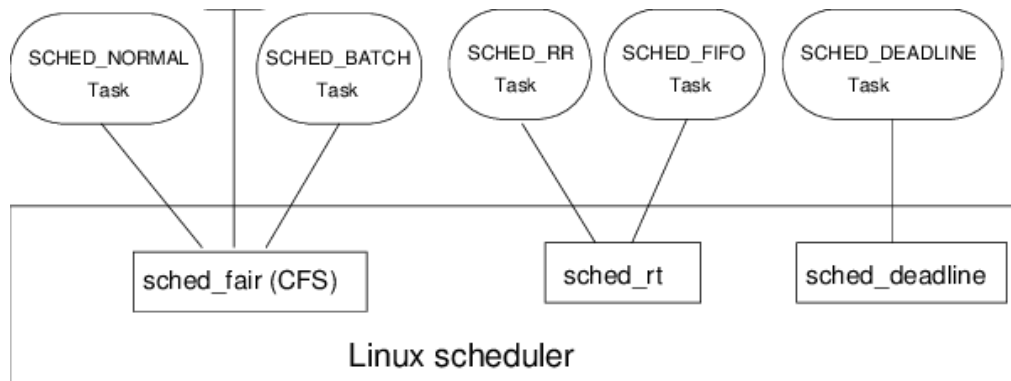 SCHED_NORMAL
Task
SCHED_BATCH
Task
SCHED_RR
Task
SCHED_FIFO
Task
SCHED_DEADLINE
Task
sched_fair (CFS)
sched_rt
sched_deadline
Linux scheduler